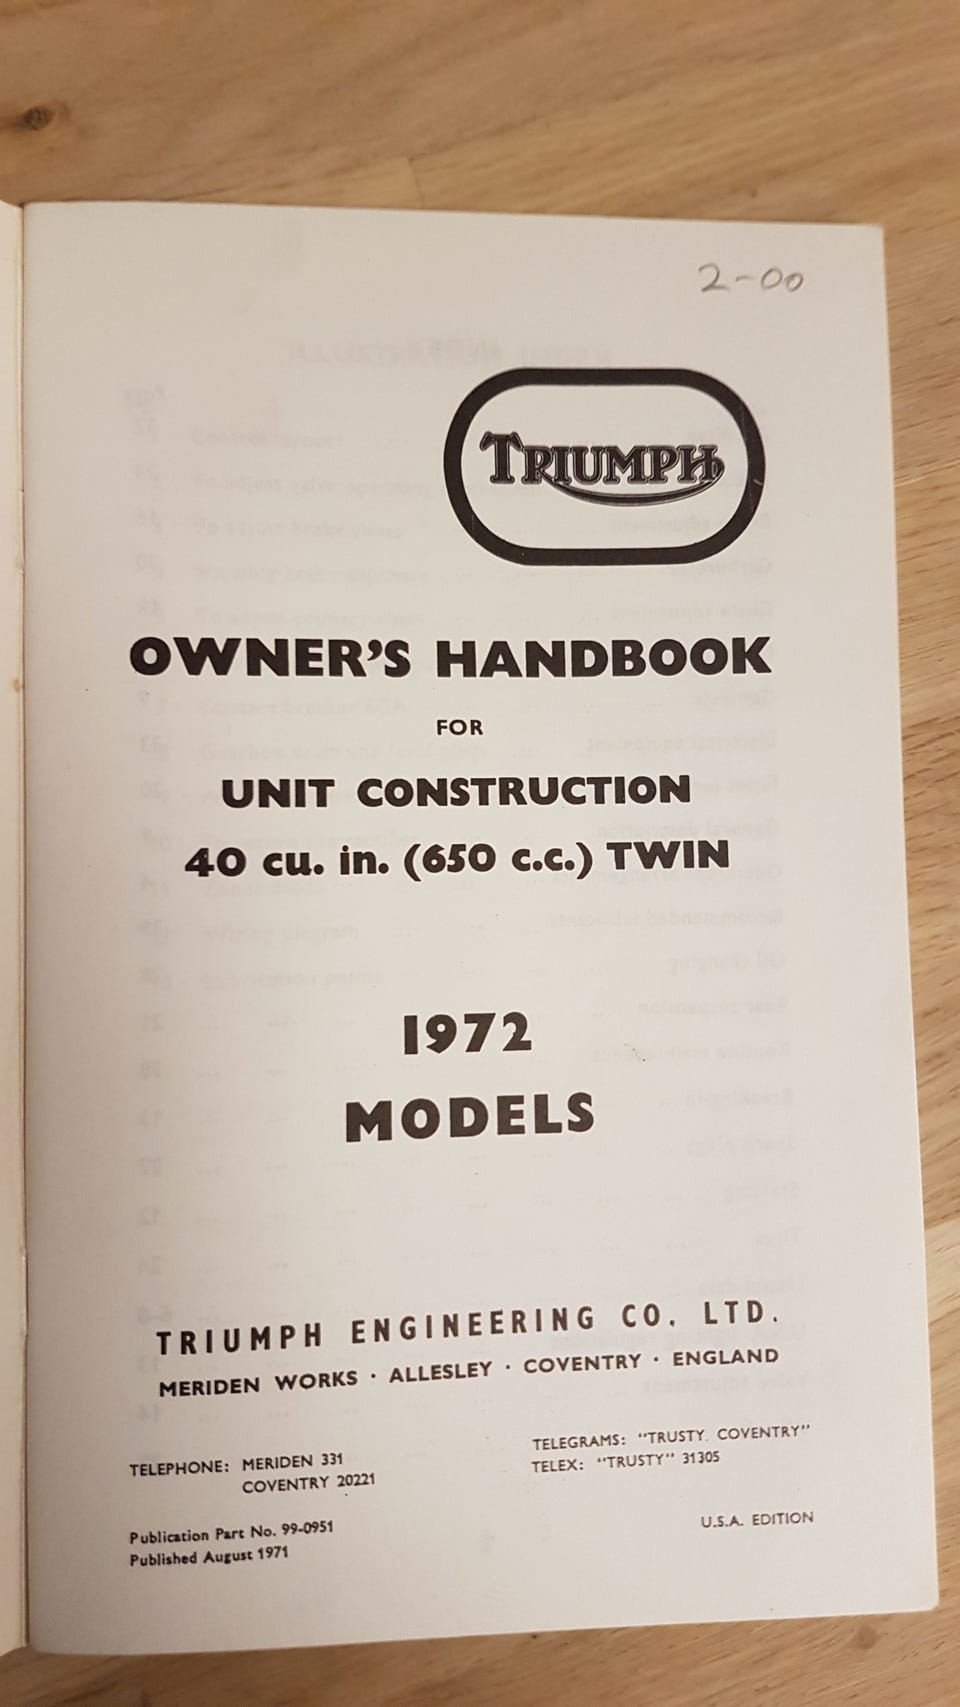 2-00
TRIUMPH
OWNER'S HANDBOOK
FOR
UNIT CONSTRUCTION
40 cu. in. (650 c.c.) TWIN
1972
MODELS
TRIUMPH ENGINEERING CO. LTD.
MERIDEN WORKS · ALLESLEY · COVENTRY · ENGLAND
TELEPHONE: MERIDEN 331
COVENTRY 20221
TELEGRAMS: "TRUSTY. COVENTRY"
TELEX: "TRUSTY" 31305
Publication Part No. 99-0951
Published August 1971
U.S.A. EDITION